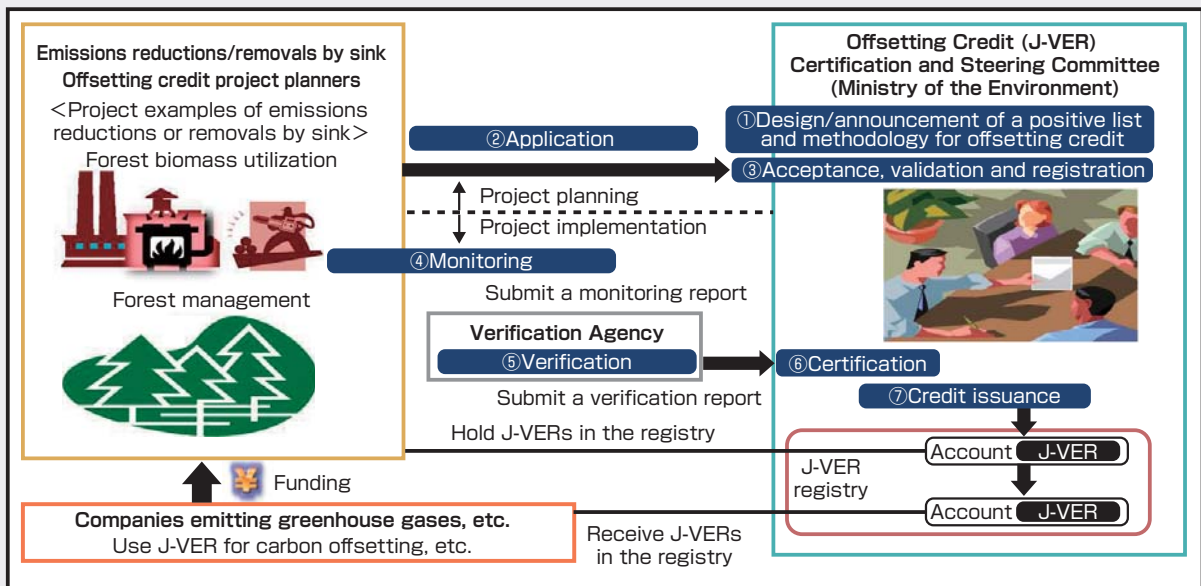 Emissions reductions/removals by sink
Offsetting credit project planners
<Project examples of emissions
reductions or removals by sink>
Forest biomass utilization
Forest management
②Application
Project planning
Project implementation
④Monitoring
Submit a monitoring report
Verification Agency
⑤Verification
Submit a verification report
Hold J-VERs in the registry
Offsetting Credit (J-VER)
Certification and Steering Committee
(Ministry of the Environment)
①Design/announcement of a positive list
and methodology for offsetting credit
③Acceptance, validation and registration
⑥Certification
⑦Credit issuance
Account J-VER
J-VER
registry
Account J-VER
¥ Funding
Companies emitting greenhouse gases, etc.
Use J-VER for carbon offsetting, etc.
Receive J-VERs
in the registry